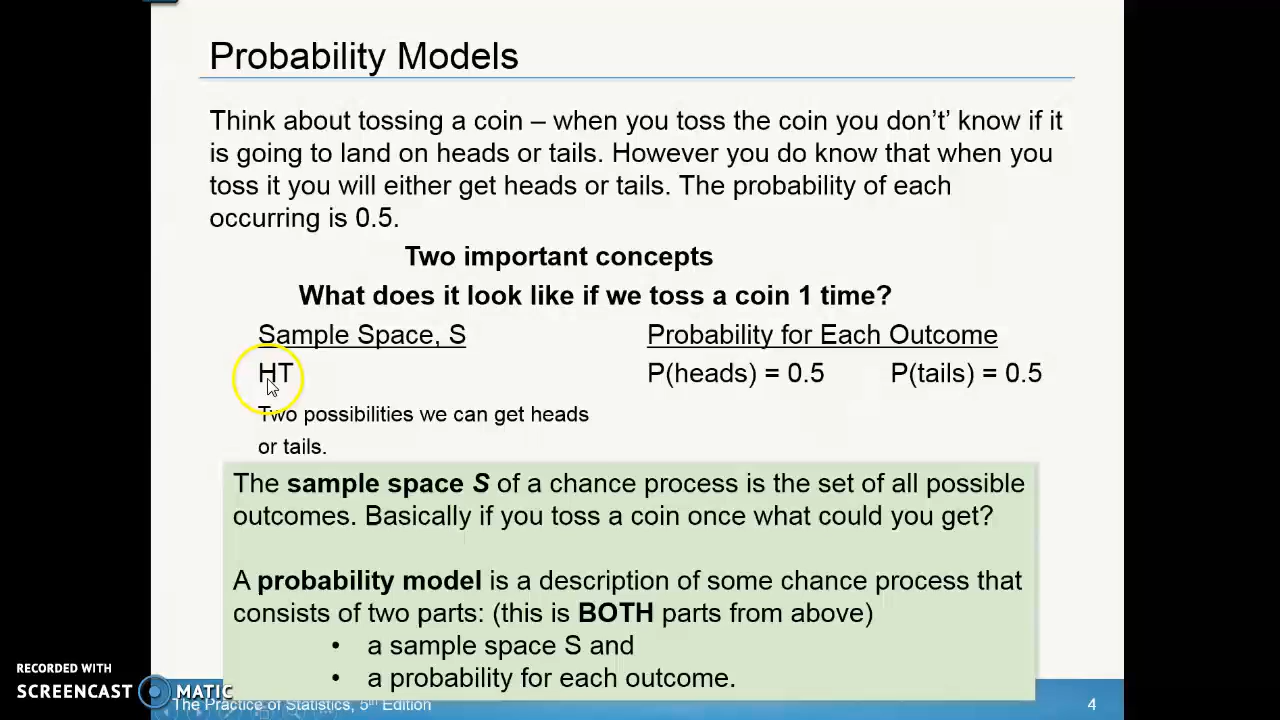 Probability Models
Think about tossing a coin – when you toss the coin you don't' know if it
is going to land on heads or tails. However you do know that when you
toss it you will either get heads or tails. The probability of each
occurring is 0.5.
Two important concepts
What does it look like if we toss a coin 1 time?
Sample Space, S
Probability for Each Outcome
HT
P(heads) = 0.5 P(tails) = 0.5
Two possibilities we can get heads
or tails.
The sample space S of a chance process is the set of all possible
outcomes. Basically if you toss a coin once what could you get?
A probability model is a description of some chance process that
consists of two parts: (this is BOTH parts from above)
• a sample space S and
• a probability for each outcome.
RECORDED WITH
SCREENCAST MATIC
The Practice of Statistics, 5th Edition
4